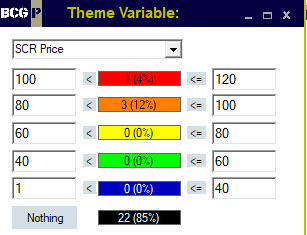 BCG P Theme Variable:
SCR Price
100 < 1 (4%) <= 120
80 < 3 (12%) <= 100
60 < 0 (0%) <= 80
40 < 0 (0%) <= 60
1 < 0 (0%) <= 40
Nothing 22 (85%)